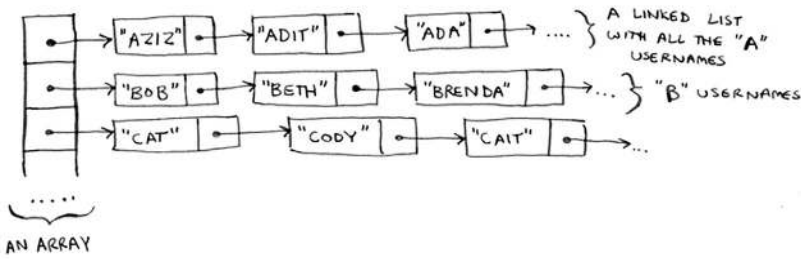 "AZIZ" "ADIT" "ADA" .... A LINKED LIST
WITH ALL THE "A"
USERNAMES
"BOB" "BETH" "BRENDA" ... "B" USERNAMES
"CAT" "CODY" "CAIT" ...
.....
AN ARRAY